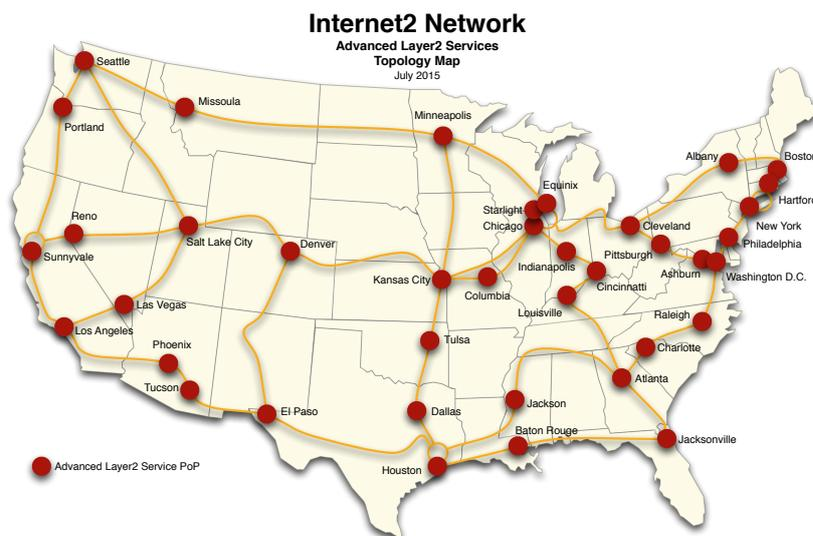 Internet2 Network
Advanced Layer2 Services
Topology Map
July 2015
Seattle
Missoula
Portland
Minneapolis
Albany
Boston
Equinix
Hartford
Starlight
Reno
Chicago
Cleveland
New York
Salt Lake City
Philadelphia
Denver
Sunnyvale
Pittsburgh
Indianapolis
Ashburn
Washington D.C.
Kansas City
Cincinnatti
Columbia
Las Vegas
Louisville
Raleigh
Los Angeles
Tulsa
Phoenix
Charlotte
Tucson
Atlanta
Jackson
El Paso
Dallas
Baton Rouge
Jacksonville
Advanced Layer2 Service PoP
Houston